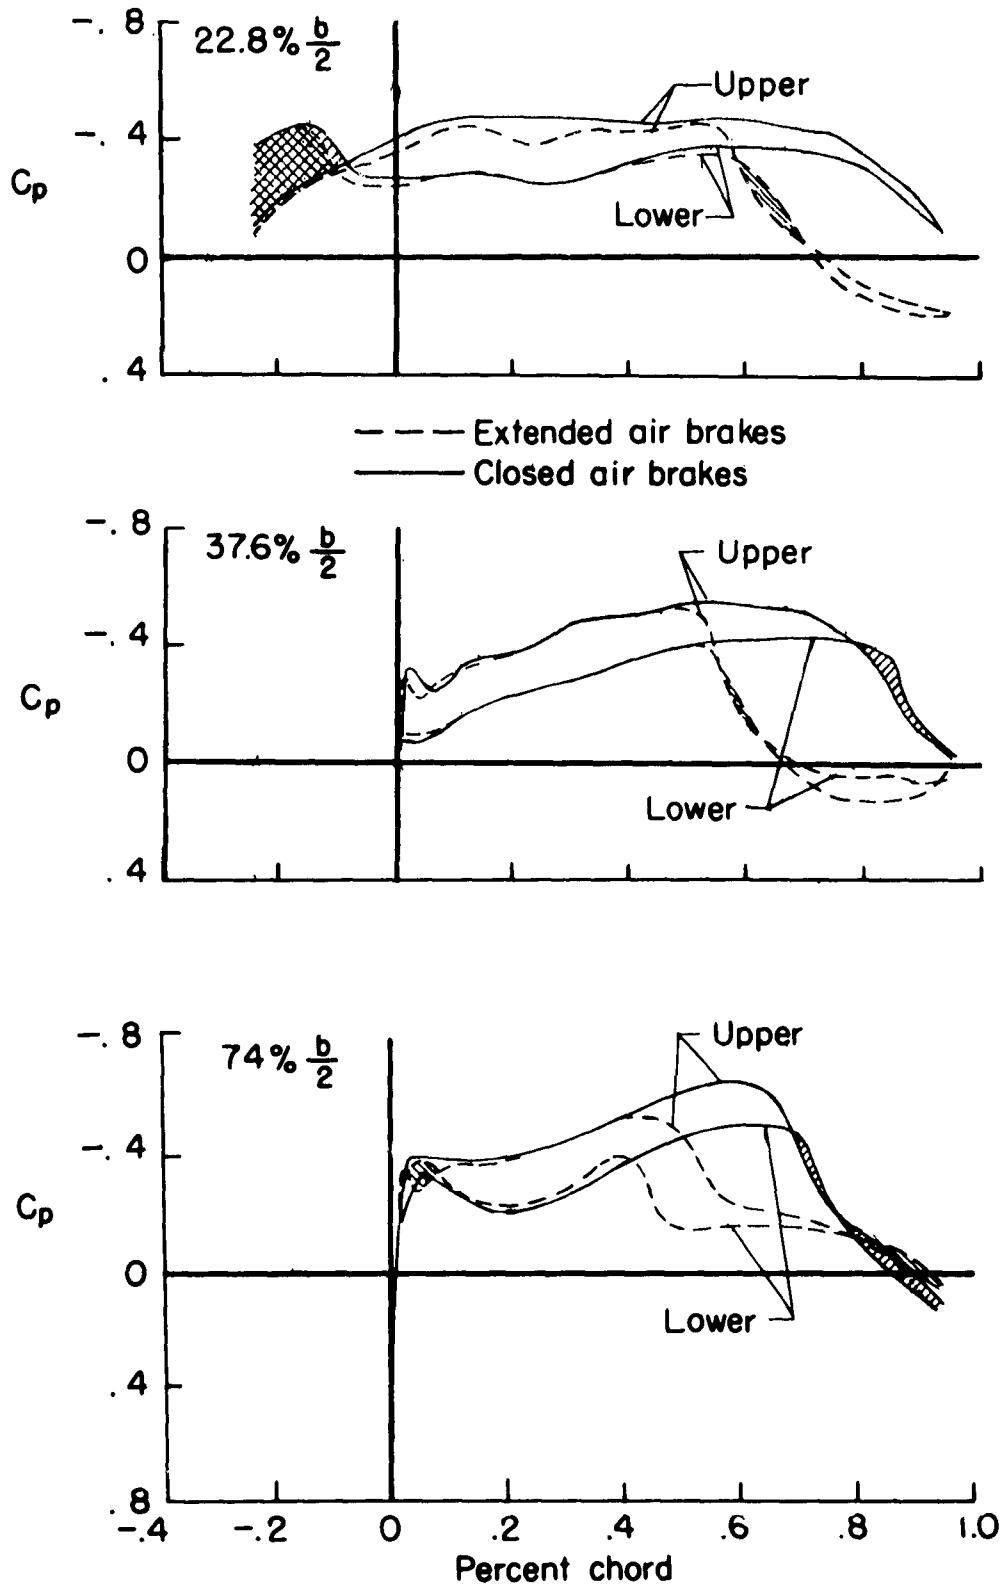 -.8
22.8% b/2
Upper
-.4
Cp
Lower
0
.4
Extended air brakes
Closed air brakes
-.8
37.6% b/2
Upper
-.4
Cp
0
Lower
.4
-.8
74% b/2
Upper
-.4
Cp
0
Lower
.4
.8
-.4 -.2 0 .2 .4 .6 .8 1.0
Percent chord